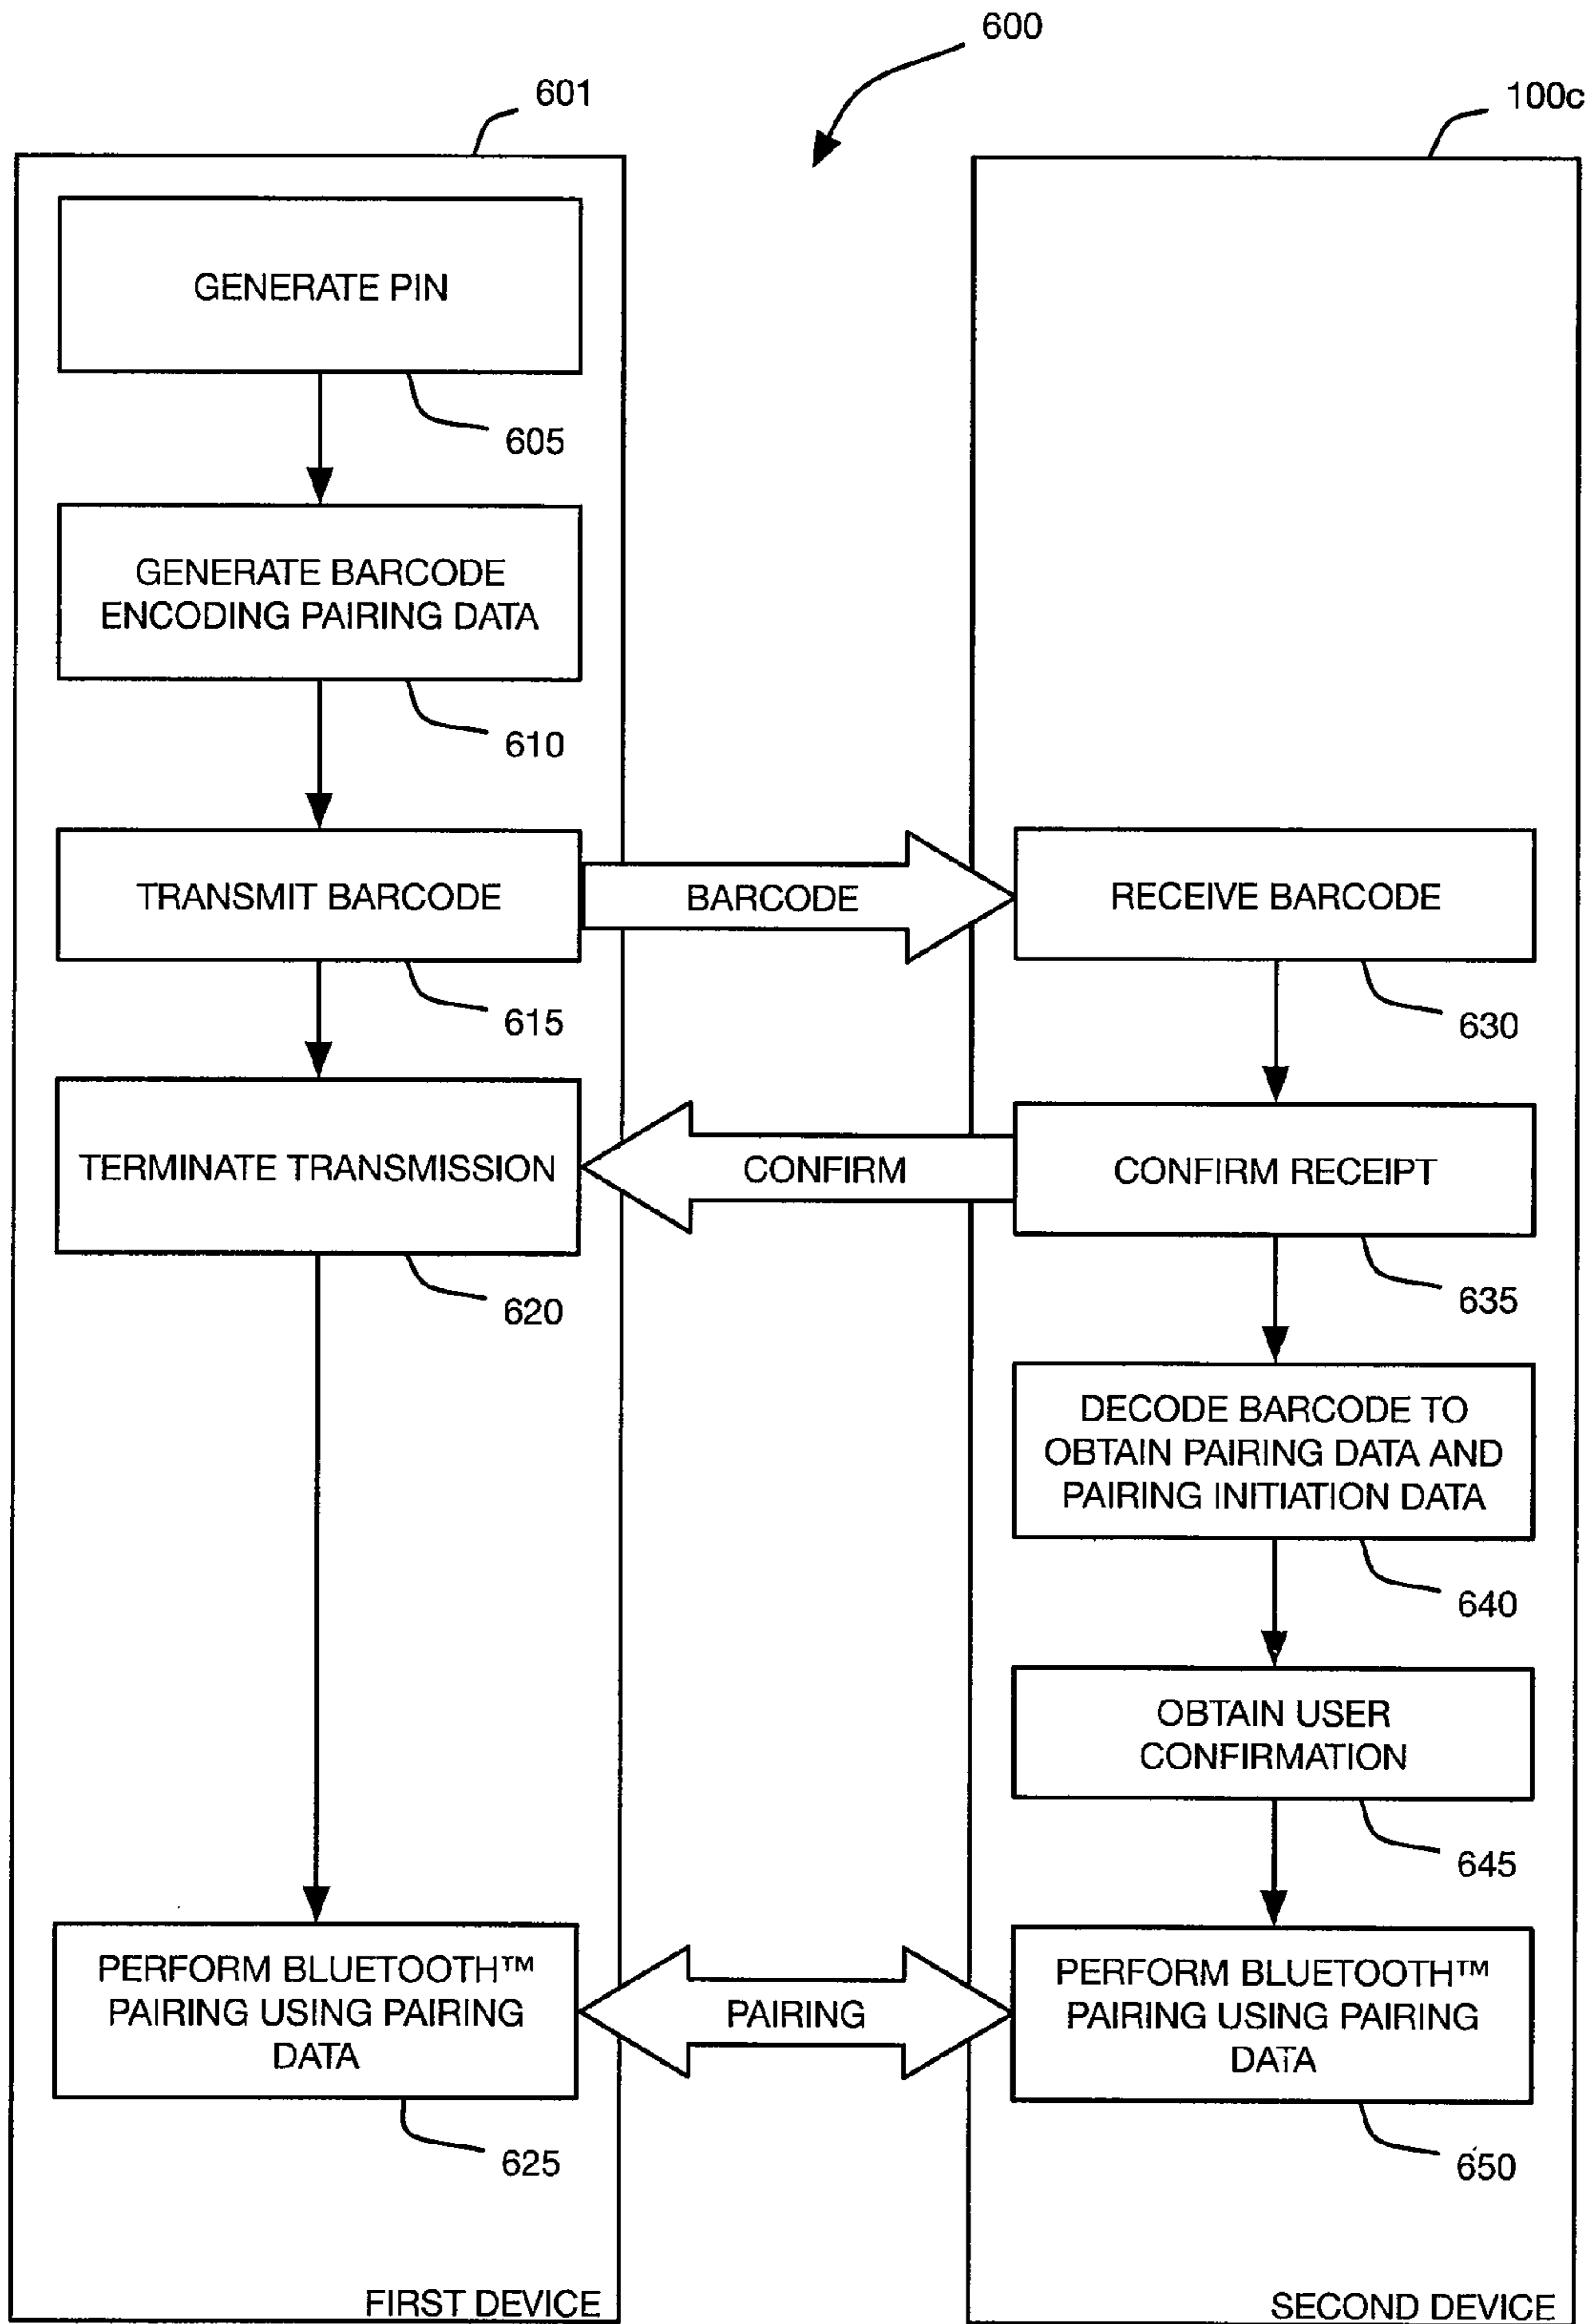 600
601
100c
GENERATE PIN
605
GENERATE BARCODE
ENCODING PAIRING DATA
610
TRANSMIT BARCODE
BARCODE
RECEIVE BARCODE
615
630
TERMINATE TRANSMISSION
CONFIRM
CONFIRM RECEIPT
620
635
DECODE BARCODE TO
OBTAIN PAIRING DATA AND
PAIRING INITIATION DATA
640
OBTAIN USER
CONFIRMATION
645
PERFORM BLUETOOTH™
PAIRING USING PAIRING
DATA
PAIRING
PERFORM BLUETOOTH™
PAIRING USING PAIRING
DATA
625
650
FIRST DEVICE
SECOND DEVICE